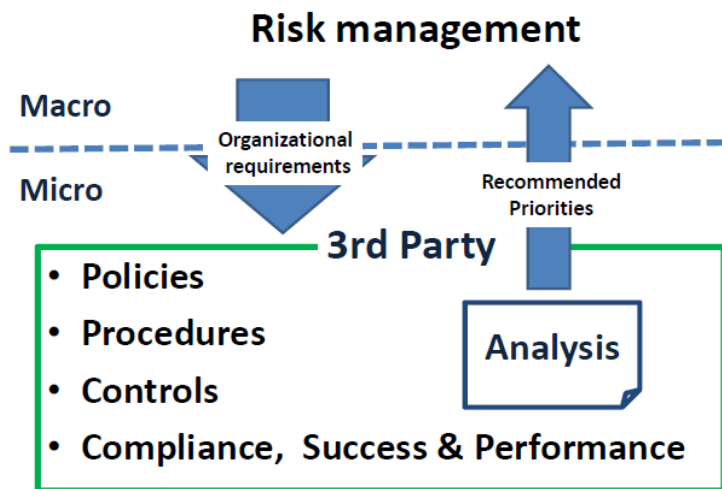 Risk management
Macro
Organizational
requirements
Micro
Recommended
Priorities
3rd Party
• Policies
• Procedures
• Controls
• Compliance, Success & Performance
Analysis